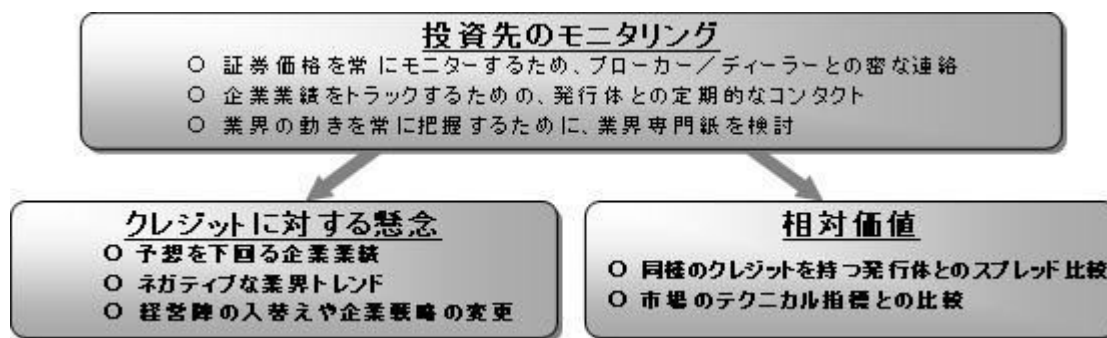 投資先のモニタリング
○ 証券価格を常にモニターするため、ブローカー／ディーラーとの密な連絡
○ 企業業績をトラックするための、発行体との定期的なコンタクト
○ 業界の動きを常に把握するために、業界専門紙を検討
クレジットに対する懸念
○ 予想を下回る企業業績
○ ネガティブな業界トレンド
○ 経営陣の入替えや企業戦略の変更
相対価値
○ 同様のクレジットを持つ発行体とのスプレッド比較
○ 市場のテクニカル指標との比較